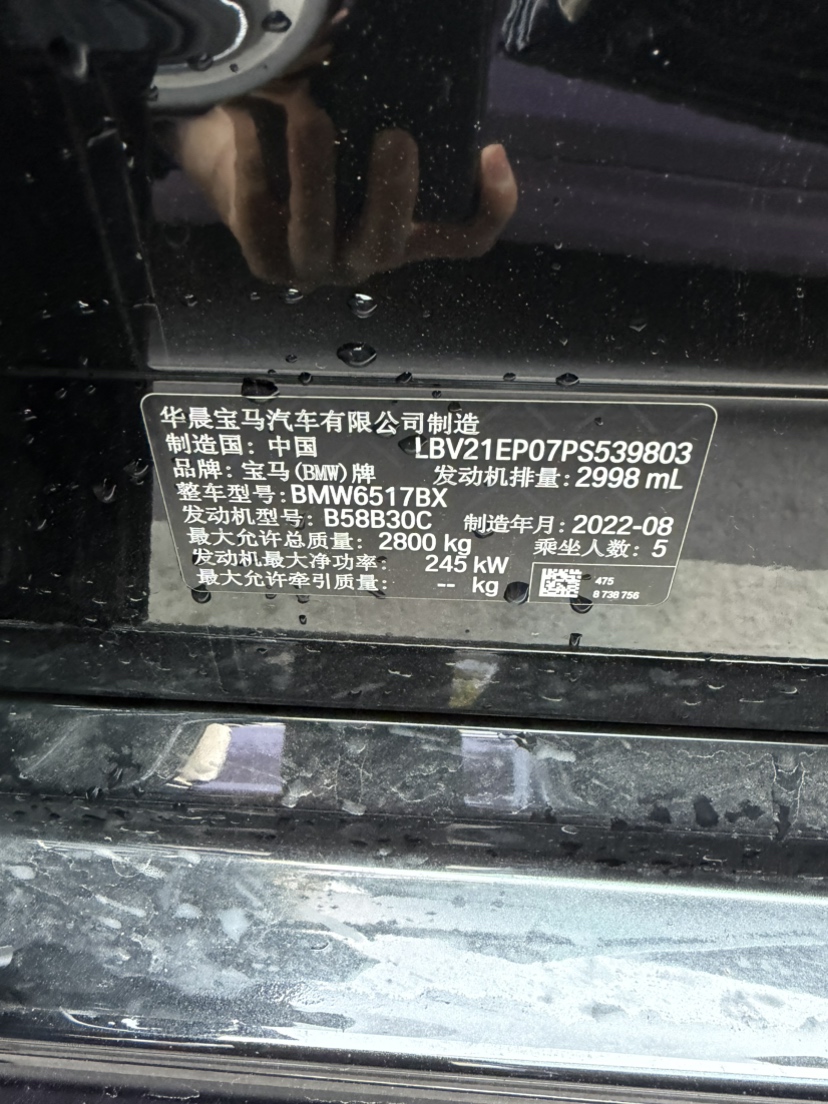 华晨宝马汽车有限公司制造
制造国：中国 LBV21EP07PS539803
品牌：宝马(BMW)牌 发动机排量：2998 mL
整车型号：BMW6517BX
发动机型号：B58B30C 制造年月：2022-08
最大允许总质量：2800 kg 乘坐人数：5
发动机最大净功率：245 kW
最大允许牵引质量：-- kg
475
8 738 756